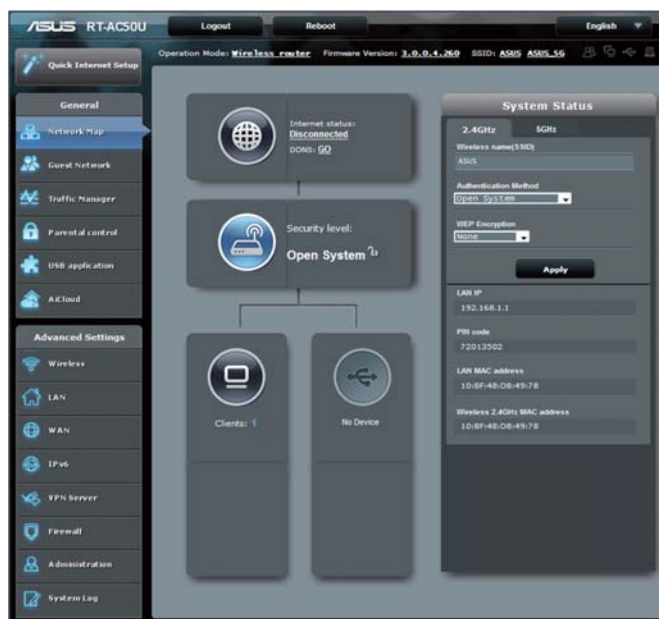 ASUS RT-AC50U Logout Reboot English
Quick Internet Setup
Operation Mode: Wireless router Firmware Version: 3.0.0.4.260 SSID: ASUS ASUS_5G
General
Network Map
Guest Network
Traffic Manager
Parental control
USB application
AiCloud
Advanced Settings
Wireless
LAN
WAN
IPv6
VPN Server
Firewall
Administration
System Log
Internet status:
Disconnected
DDNS: GO
Security level:
Open System
Clients: 1
No Device
System Status
2.4GHz 5GHz
Wireless name(SSID)
ASUS
Authentication Method
Open System
WEP Encryption
None
Apply
LAN IP
192.168.1.1
PIN code
72013502
LAN MAC address
10:8F:48:D8:49:78
Wireless 2.4GHz MAC address
10:8F:48:D8:49:78